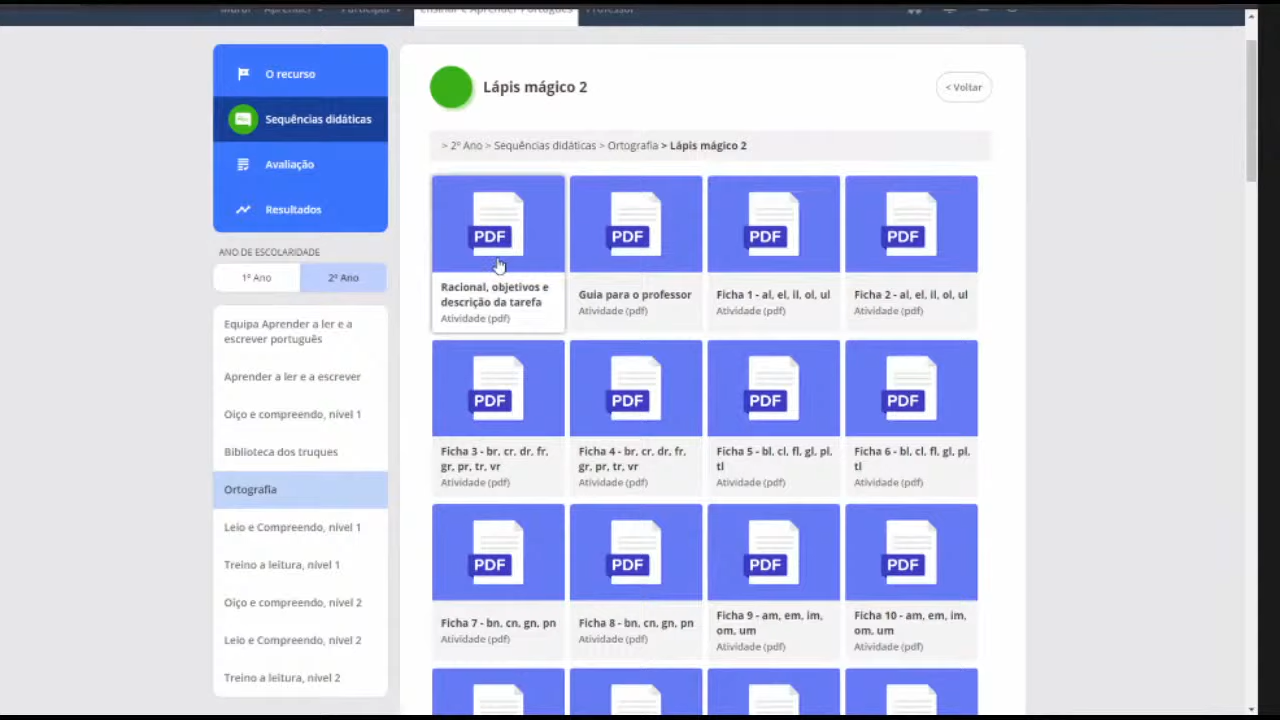 Mural Aprender Participar Ensinar e Aprender Português Professor
O recurso
Sequências didáticas
Avaliação
Resultados
ANO DE ESCOLARIDADE
1º Ano 2º Ano
Equipa Aprender a ler e a
escrever português
Aprender a ler e a escrever
Oiço e compreendo, nível 1
Biblioteca dos truques
Ortografia
Leio e Compreendo, nível 1
Treino a leitura, nível 1
Oiço e compreendo, nível 2
Leio e Compreendo, nível 2
Treino a leitura, nível 2
Lápis mágico 2
< Voltar
> 2º Ano > Sequências didáticas > Ortografia > Lápis mágico 2
PDF
Racional, objetivos e
descrição da tarefa
Atividade (pdf)
PDF
Guia para o professor
Atividade (pdf)
PDF
Ficha 1 - al, el, il, ol, ul
Atividade (pdf)
PDF
Ficha 2 - al, el, il, ol, ul
Atividade (pdf)
PDF
Ficha 3 - br, cr, dr, fr,
gr, pr, tr, vr
Atividade (pdf)
PDF
Ficha 4 - br, cr, dr, fr,
gr, pr, tr, vr
Atividade (pdf)
PDF
Ficha 5 - bl, cl, fl, gl, pl,
tl
Atividade (pdf)
PDF
Ficha 6 - bl, cl, fl, gl, pl,
tl
Atividade (pdf)
PDF
Ficha 7 - bn, cn, gn, pn
Atividade (pdf)
PDF
Ficha 8 - bn, cn, gn, pn
Atividade (pdf)
PDF
Ficha 9 - am, em, im,
om, um
Atividade (pdf)
PDF
Ficha 10 - am, em, im,
om, um
Atividade (pdf)